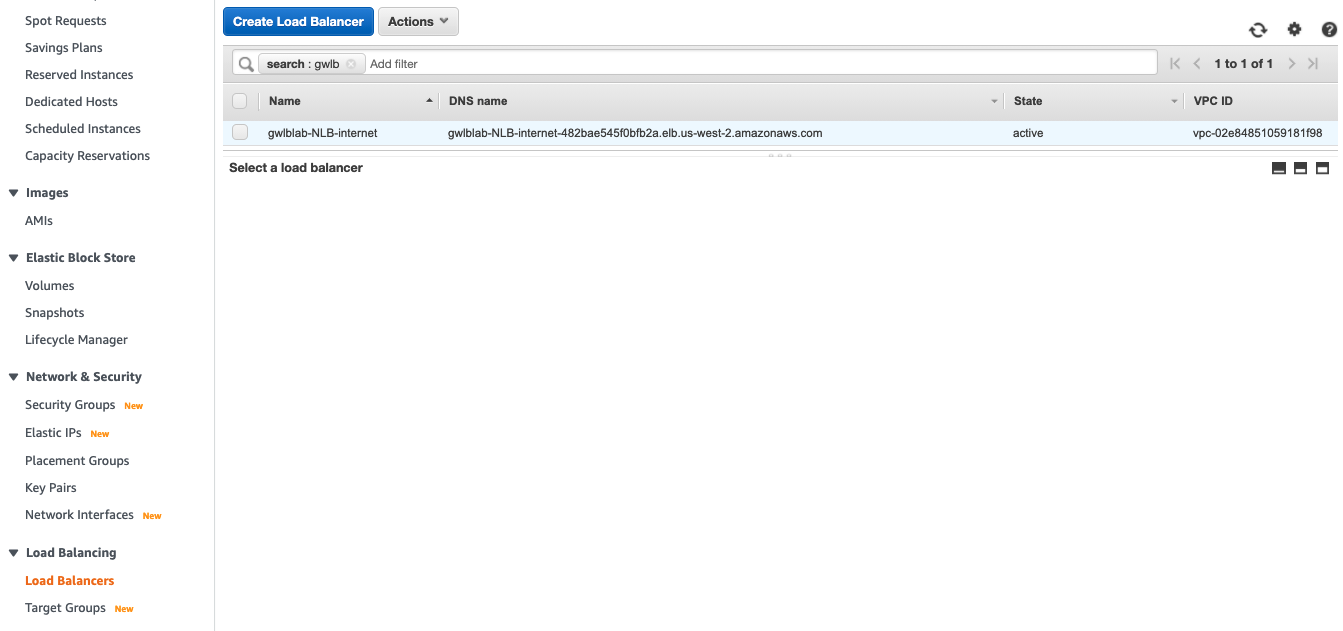 Spot Requests
Savings Plans
Reserved Instances
Dedicated Hosts
Scheduled Instances
Capacity Reservations
Images
AMIs
Elastic Block Store
Volumes
Snapshots
Lifecycle Manager
Network & Security
Security Groups New
Elastic IPs New
Placement Groups
Key Pairs
Network Interfaces New
Load Balancing
Load Balancers
Target Groups New
Create Load Balancer Actions
search : gwlb Add filter 1 to 1 of 1
Name DNS name State VPC ID
gwlblab-NLB-internet gwlblab-NLB-internet-482bae545f0bfb2a.elb.us-west-2.amazonaws.com active vpc-02e84851059181f98
Select a load balancer